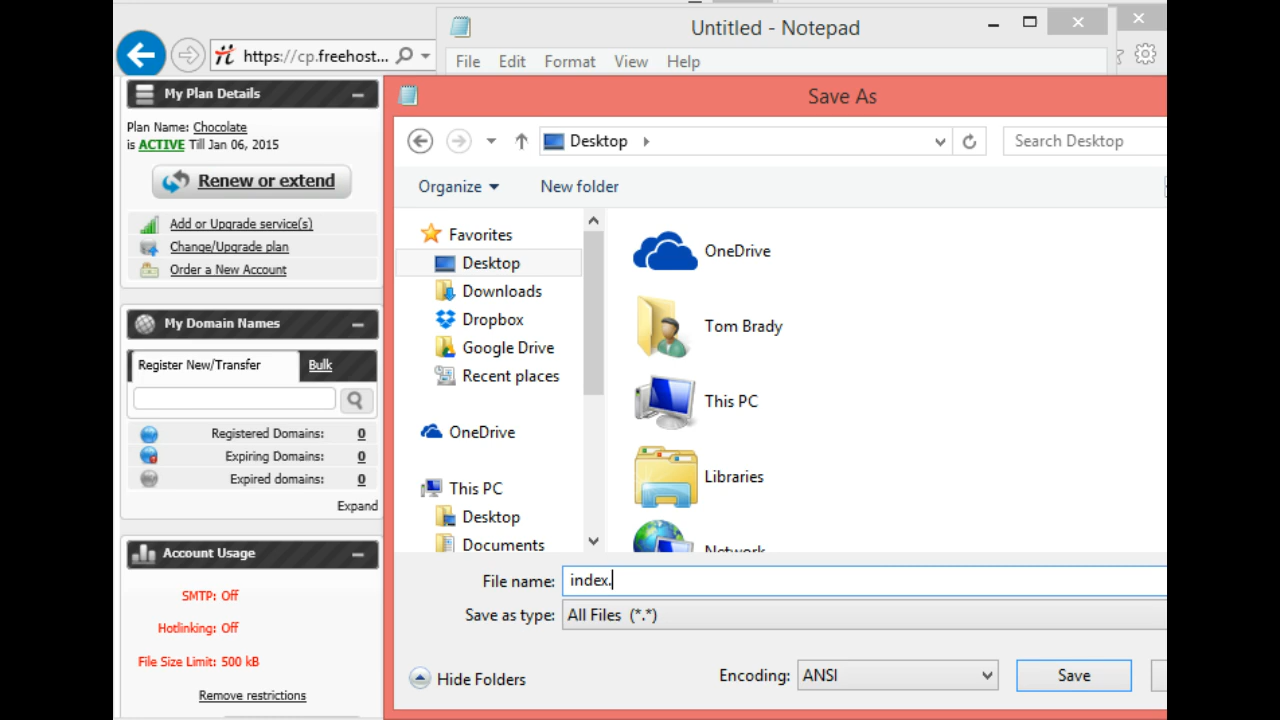 Untitled - Notepad
https://cp.freehost...
File Edit Format View Help
My Plan Details
Plan Name: Chocolate
is ACTIVE Till Jan 06, 2015
Renew or extend
Add or Upgrade service(s)
Change/Upgrade plan
Order a New Account
My Domain Names
Register New/Transfer Bulk
Registered Domains: 0
Expiring Domains: 0
Expired domains: 0
Expand
Account Usage
SMTP: Off
Hotlinking: Off
File Size Limit: 500 kB
Remove restrictions
Save As
Desktop
Search Desktop
Organize New folder
Favorites
Desktop
Downloads
Dropbox
Google Drive
Recent places
OneDrive
This PC
Desktop
Documents
OneDrive
Tom Brady
This PC
Libraries
Network
File name: index.
Save as type: All Files (*.*)
Hide Folders
Encoding: ANSI
Save